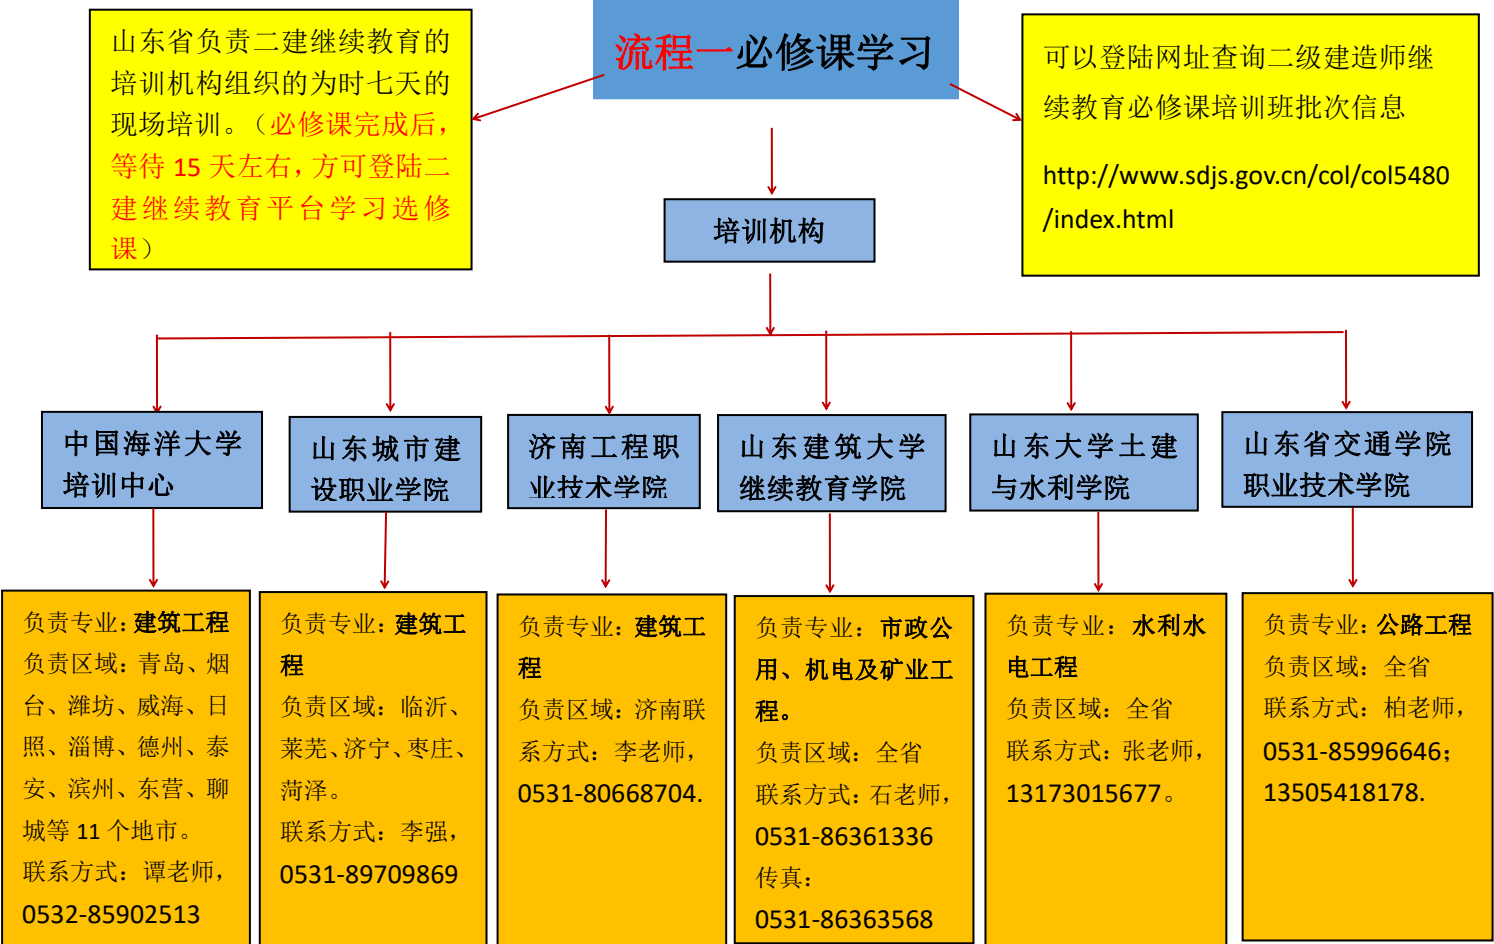 山东省负责二建继续教育的
培训机构组织的为时七天的
现场培训。（必修课完成后，
等待 15 天左右，方可登陆二
建继续教育平台学习选修
课）
流程一必修课学习
可以登陆网址查询二级建造师继
续教育必修课培训班批次信息
http://www.sdjs.gov.cn/col/col5480
/index.html
培训机构
中国海洋大学
培训中心
山东城市建
设职业学院
济南工程职
业技术学院
山东建筑大学
继续教育学院
山东大学土建
与水利学院
山东省交通学院
职业技术学院
负责专业：建筑工程
负责区域：青岛、烟
台、潍坊、威海、日
照、淄博、德州、泰
安、滨州、东营、聊
城等 11 个地市。
联系方式：谭老师，
0532-85902513
负责专业：建筑工
程
负责区域：临沂、
莱芜、济宁、枣庄、
菏泽。
联系方式：李强，
0531-89709869
负责专业：建筑工
程
负责区域：济南联
系方式：李老师，
0531-80668704.
负责专业：市政公
用、机电及矿业工
程。
负责区域：全省
联系方式：石老师，
0531-86361336
传真：
0531-86363568
负责专业：水利水
电工程
负责区域：全省
联系方式：张老师，
13173015677。
负责专业：公路工程
负责区域：全省
联系方式：柏老师，
0531-85996646；
13505418178.